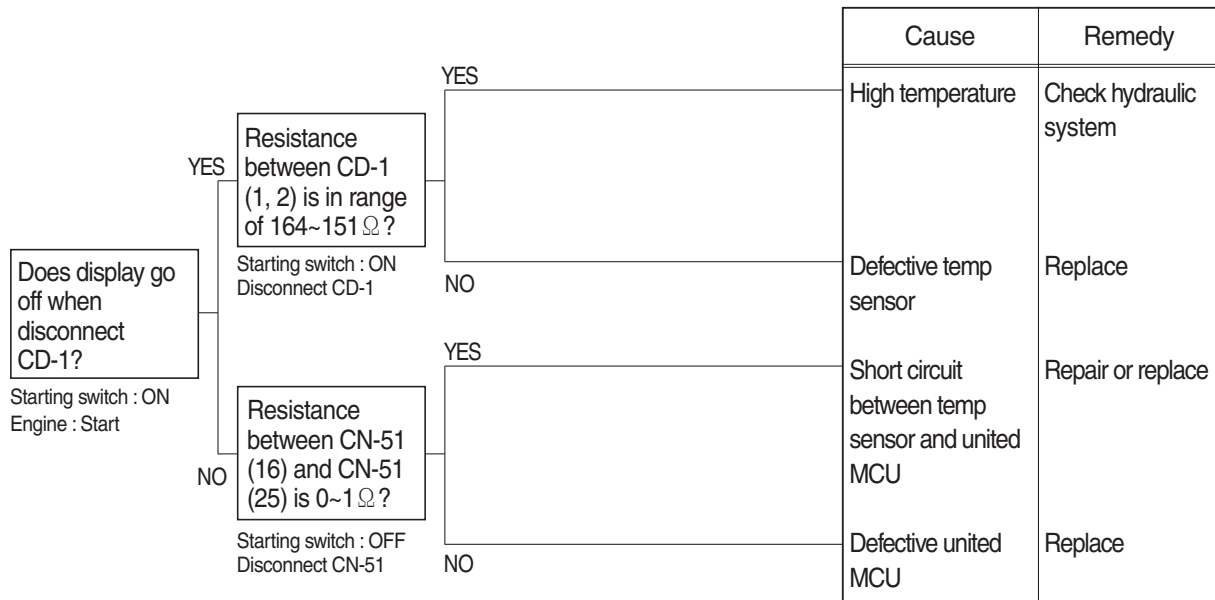 Does display go
off when
disconnect
CD-1?
Starting switch : ON
Engine : Start
YES
Resistance
between CD-1
(1, 2) is in range
of 164~151Ω?
Starting switch : ON
Disconnect CD-1
NO
Resistance
between CN-51
(16) and CN-51
(25) is 0~1Ω?
Starting switch : OFF
Disconnect CN-51
YES
NO
YES
NO
Cause
Remedy
High temperature
Check hydraulic
system
Defective temp
sensor
Replace
Short circuit
between temp
sensor and united
MCU
Repair or replace
Defective united
MCU
Replace